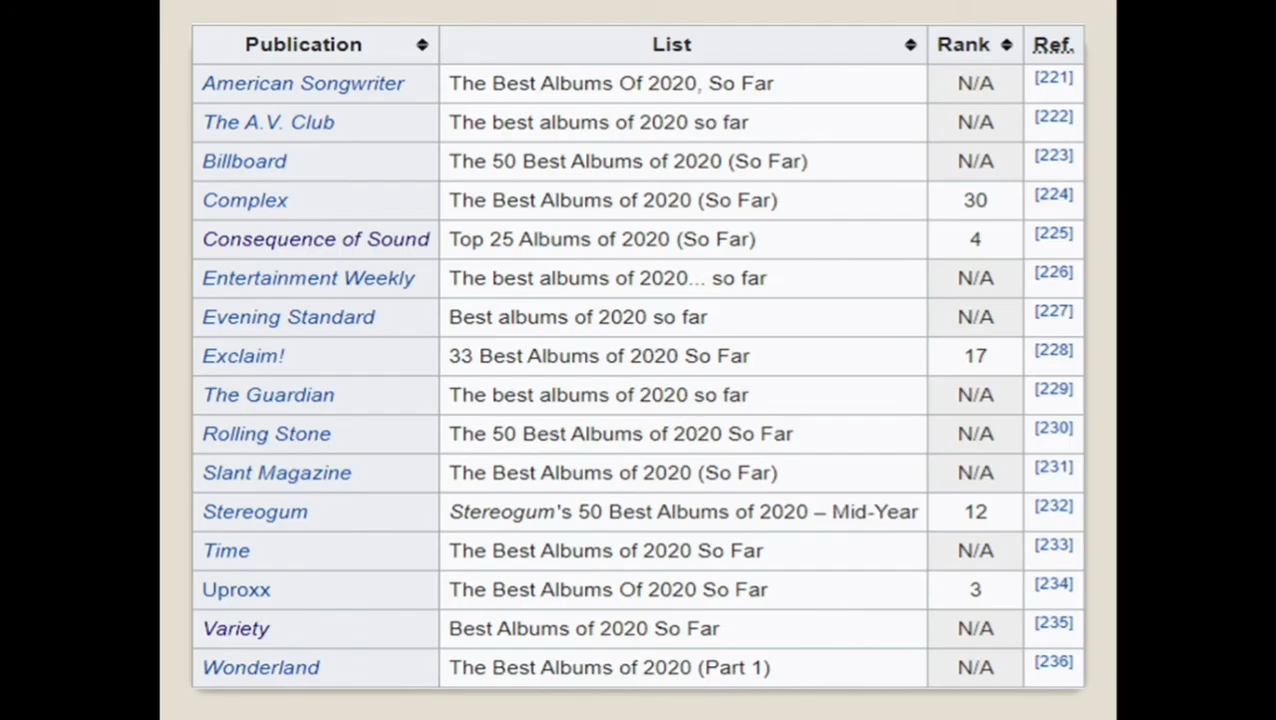 Publication List Rank Ref.
American Songwriter The Best Albums Of 2020, So Far N/A [221]
The A.V. Club The best albums of 2020 so far N/A [222]
Billboard The 50 Best Albums of 2020 (So Far) N/A [223]
Complex The Best Albums of 2020 (So Far) 30 [224]
Consequence of Sound Top 25 Albums of 2020 (So Far) 4 [225]
Entertainment Weekly The best albums of 2020... so far N/A [226]
Evening Standard Best albums of 2020 so far N/A [227]
Exclaim! 33 Best Albums of 2020 So Far 17 [228]
The Guardian The best albums of 2020 so far N/A [229]
Rolling Stone The 50 Best Albums of 2020 So Far N/A [230]
Slant Magazine The Best Albums of 2020 (So Far) N/A [231]
Stereogum Stereogum's 50 Best Albums of 2020 – Mid-Year 12 [232]
Time The Best Albums of 2020 So Far N/A [233]
Uproxx The Best Albums Of 2020 So Far 3 [234]
Variety Best Albums of 2020 So Far N/A [235]
Wonderland The Best Albums of 2020 (Part 1) N/A [236]